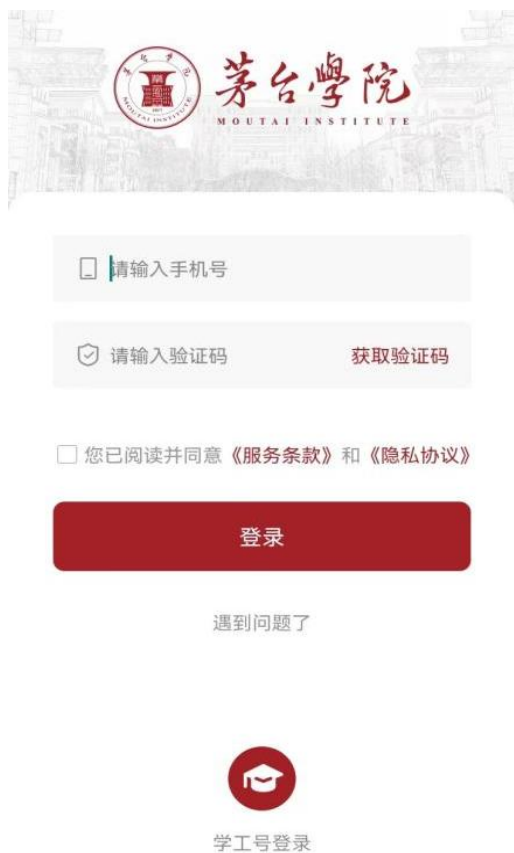 茅台學院
MOUTAI INSTITUTE
请输入手机号
请输入验证码 获取验证码
您已阅读并同意《服务条款》和《隐私协议》
登录
遇到问题了
学工号登录